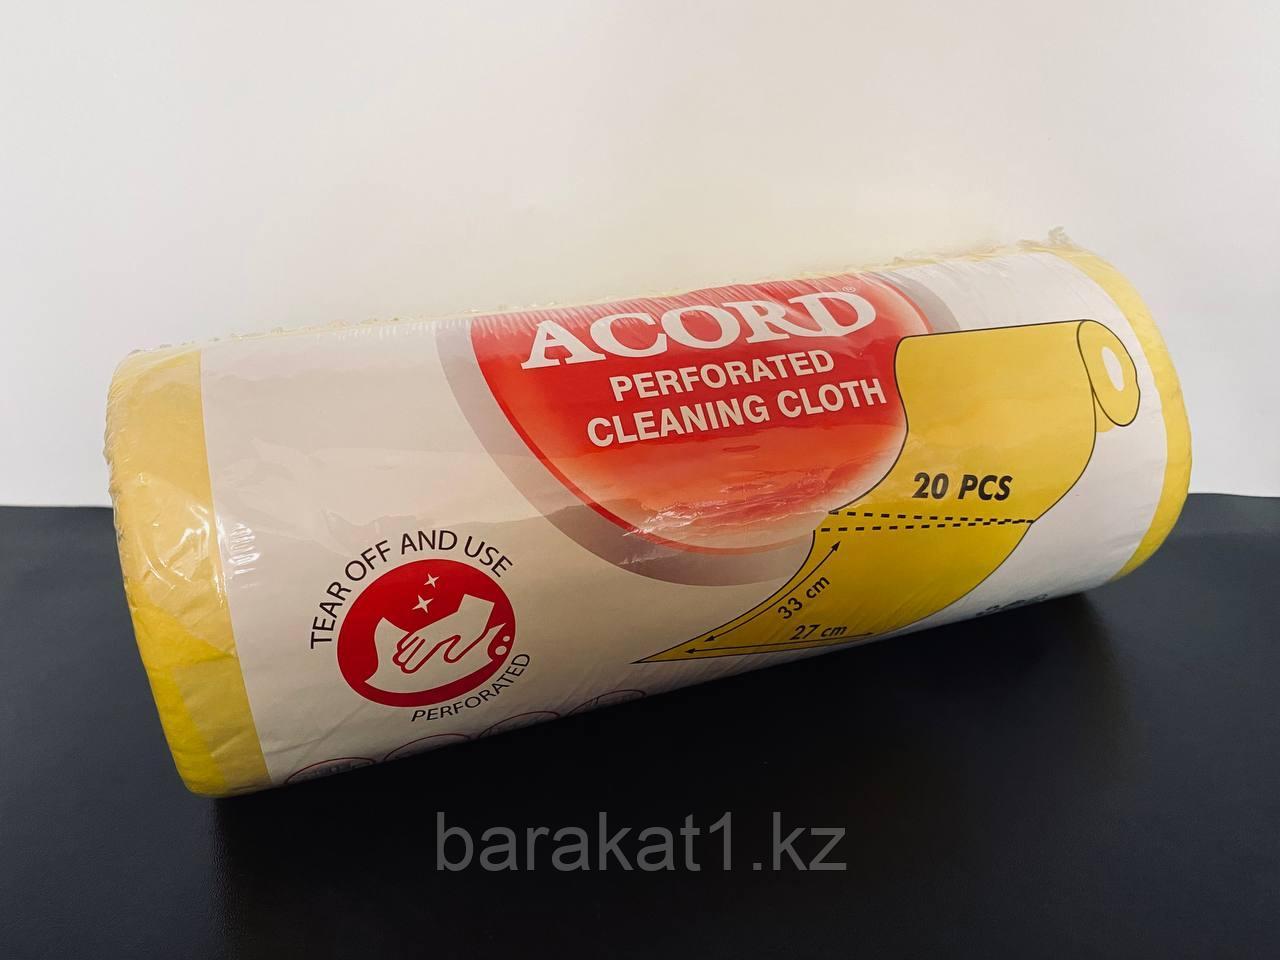 ACORD®
PERFORATED
CLEANING CLOTH
20 PCS
33 cm
27 cm
TEAR OFF AND USE
PERFORATED
barakat1.kz